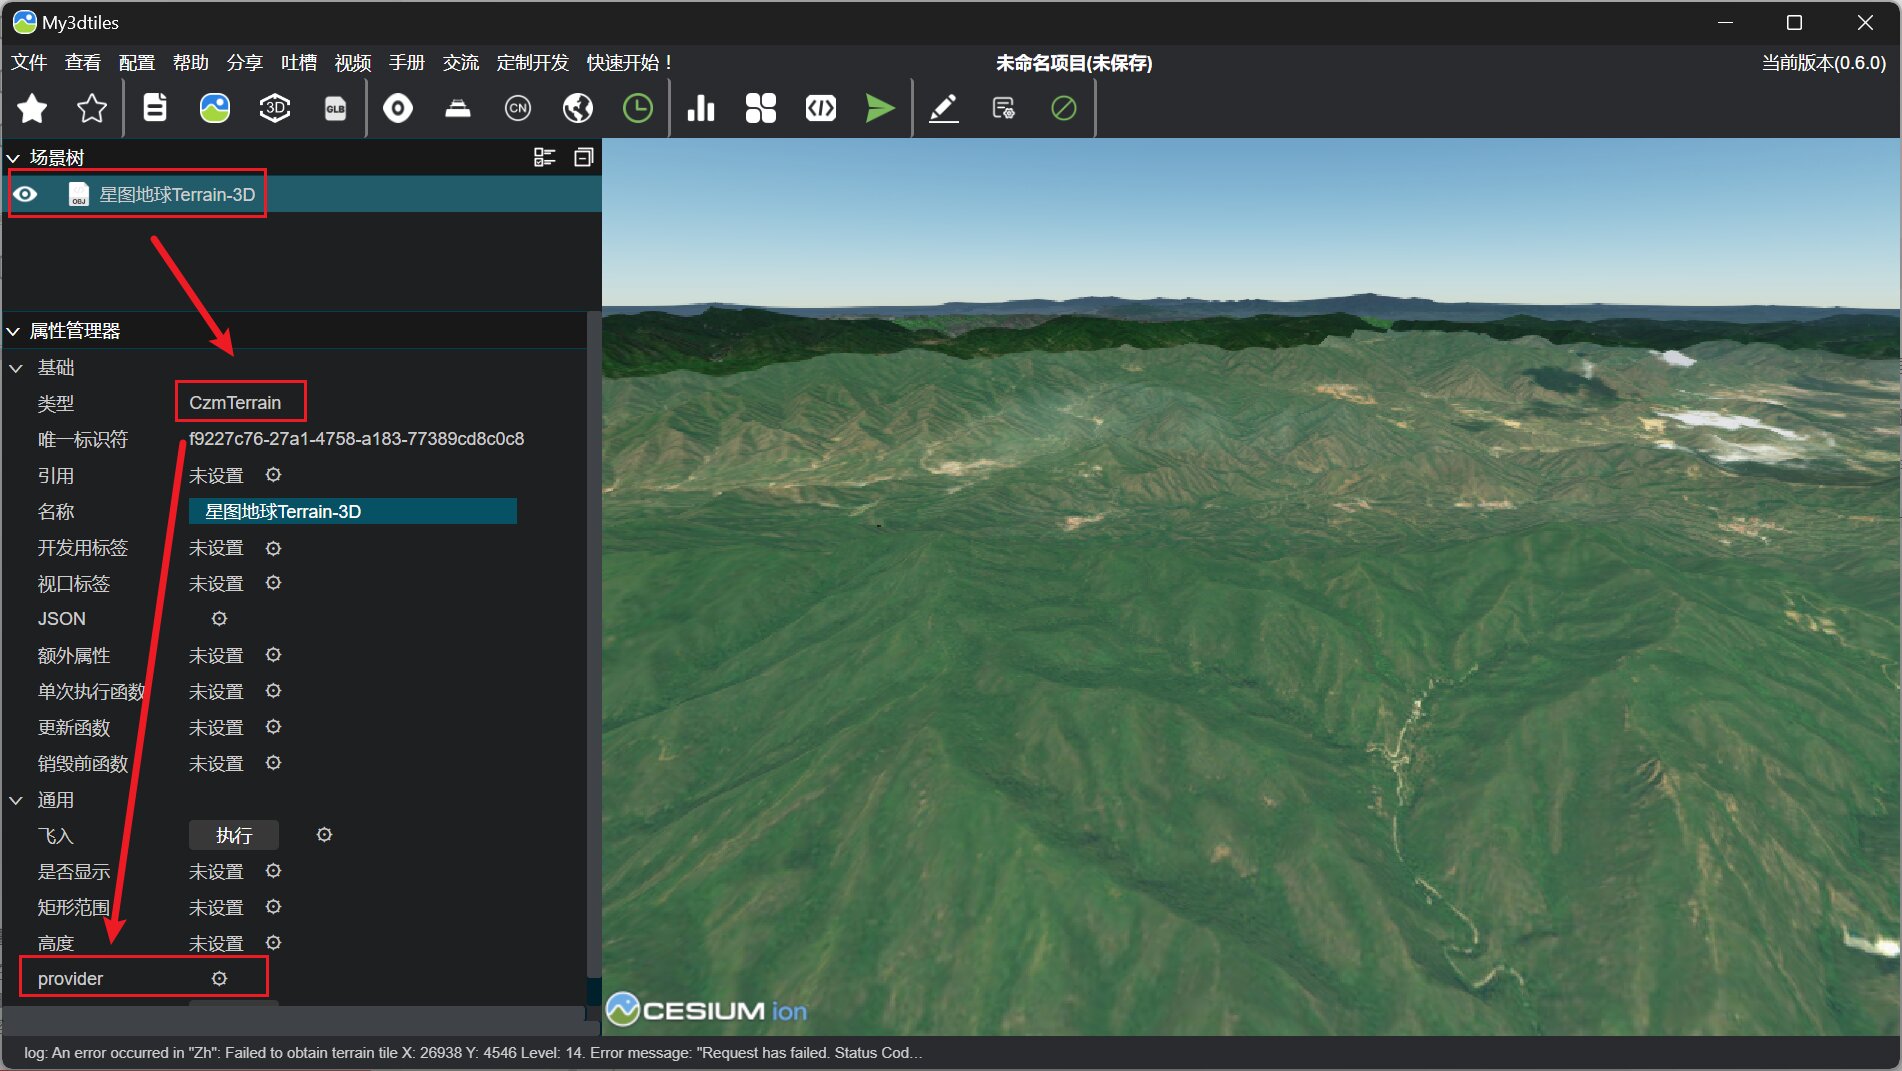 My3dtiles
文件 查看 配置 帮助 分享 吐槽 视频 手册 交流 定制开发 快速开始！ 未命名项目(未保存) 当前版本(0.6.0)
3D GLB CN
场景树
OBJ 星图地球Terrain-3D
属性管理器
基础
类型 CzmTerrain
唯一标识符 f9227c76-27a1-4758-a183-77389cd8c0c8
引用 未设置
名称 星图地球Terrain-3D
开发用标签 未设置
视口标签 未设置
JSON
额外属性 未设置
单次执行函数 未设置
更新函数 未设置
销毁前函数 未设置
通用
飞入 执行
是否显示 未设置
矩形范围 未设置
高度 未设置
provider
CESIUM ion
log: An error occurred in "Zh": Failed to obtain terrain tile X: 26938 Y: 4546 Level: 14. Error message: "Request has failed. Status Cod…